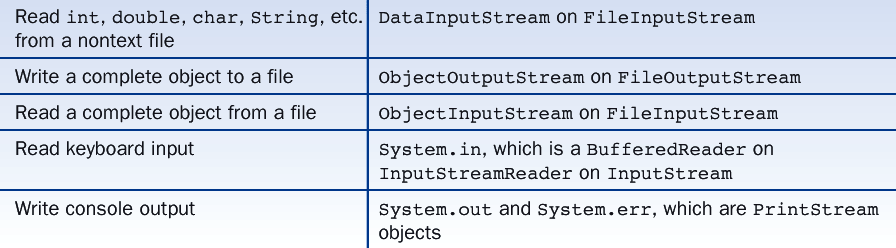 Read int, double, char, String, etc. DataInputStream on FileInputStream
from a nontext file
Write a complete object to a file ObjectOutputStream on FileOutputStream
Read a complete object from a file ObjectInputStream on FileInputStream
Read keyboard input System.in, which is a BufferedReader on
InputStreamReader on InputStream
Write console output System.out and System.err, which are PrintStream
objects